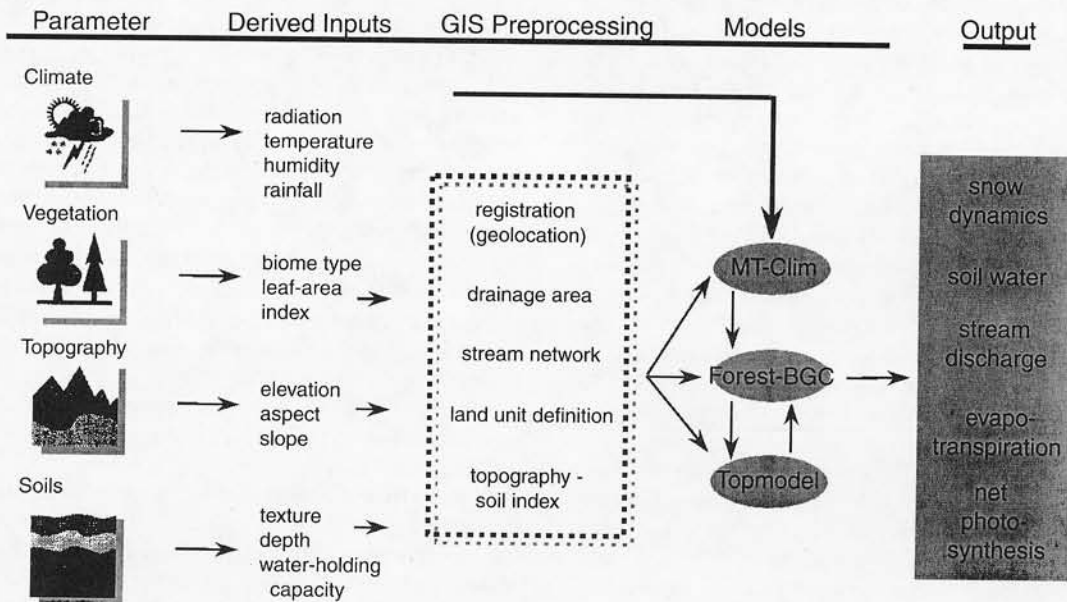 Parameter
Derived Inputs
GIS Preprocessing
Models
Output
Climate
radiation
temperature
humidity
rainfall
Vegetation
biome type
leaf-area
index
Topography
elevation
aspect
slope
Soils
texture
depth
water-holding
capacity
registration
(geolocation)
drainage area
stream network
land unit definition
topography -
soil index
MT-Clim
Forest-BGC
Topmodel
snow
dynamics
soil water
stream
discharge
evapo-
transpiration
net
photo-
synthesis